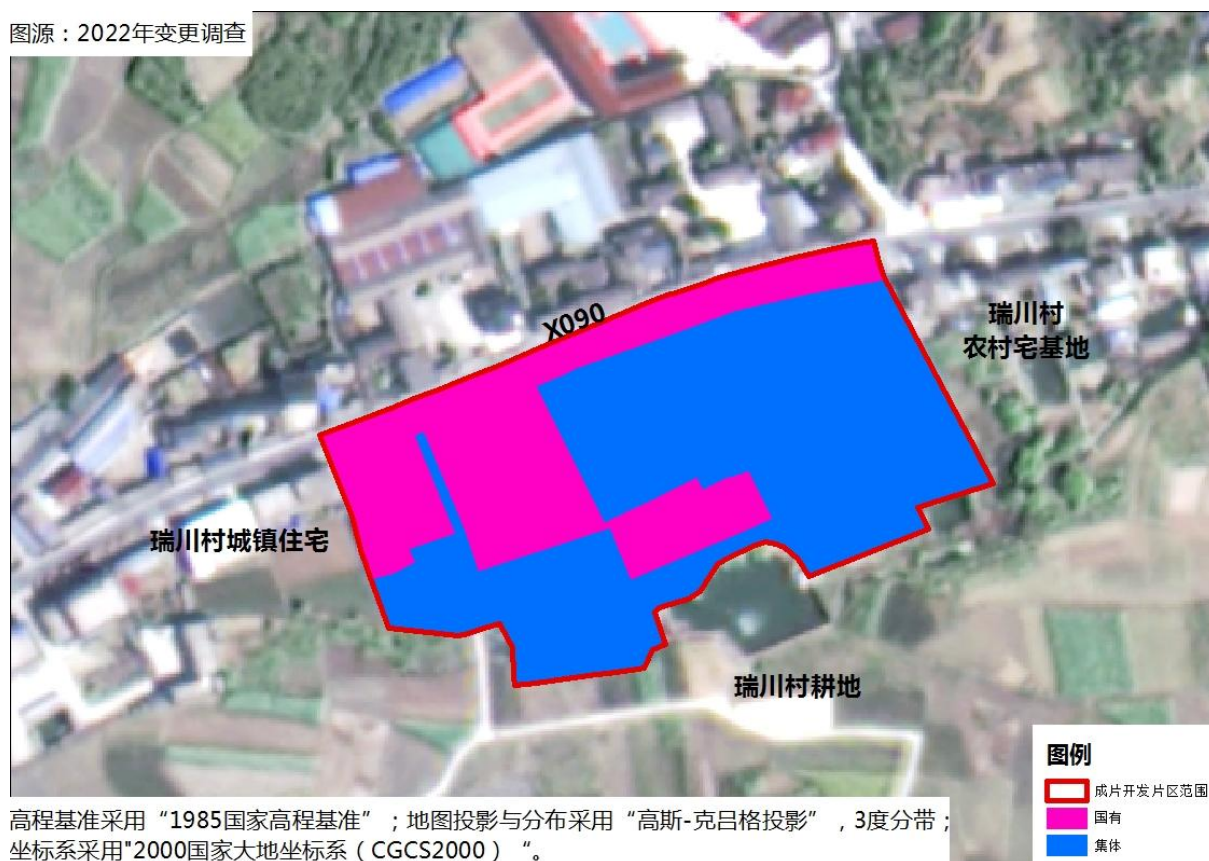 图源：2022年变更调查
X090
瑞川村
农村宅基地
瑞川村城镇住宅
瑞川村耕地
图例
成片开发片区范围
国有
集体
高程基准采用“1985国家高程基准”；地图投影与分布采用“高斯-克吕格投影”，3度分带；
坐标系采用"2000国家大地坐标系（CGCS2000）“。